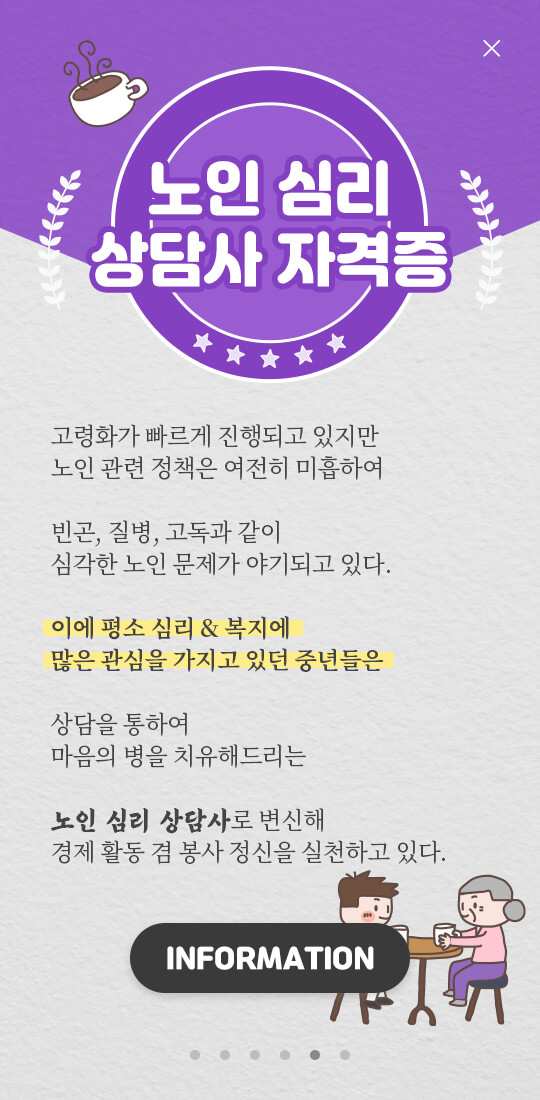 노인 심리
상담사 자격증
고령화가 빠르게 진행되고 있지만
노인 관련 정책은 여전히 미흡하여
빈곤, 질병, 고독과 같이
심각한 노인 문제가 야기되고 있다.
이에 평소 심리 & 복지에
많은 관심을 가지고 있던 중년들은
상담을 통하여
마음의 병을 치유해드리는
노인 심리 상담사로 변신해
경제 활동 겸 봉사 정신을 실천하고 있다.
INFORMATION